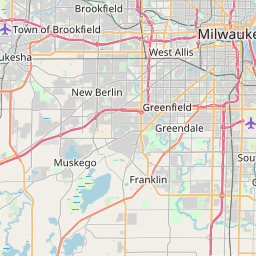 Brookfield
Town of Brookfield
Milwauke
West Allis
ukesha
New Berlin
Greenfield
Greendale
Muskego
Sou
Franklin
C